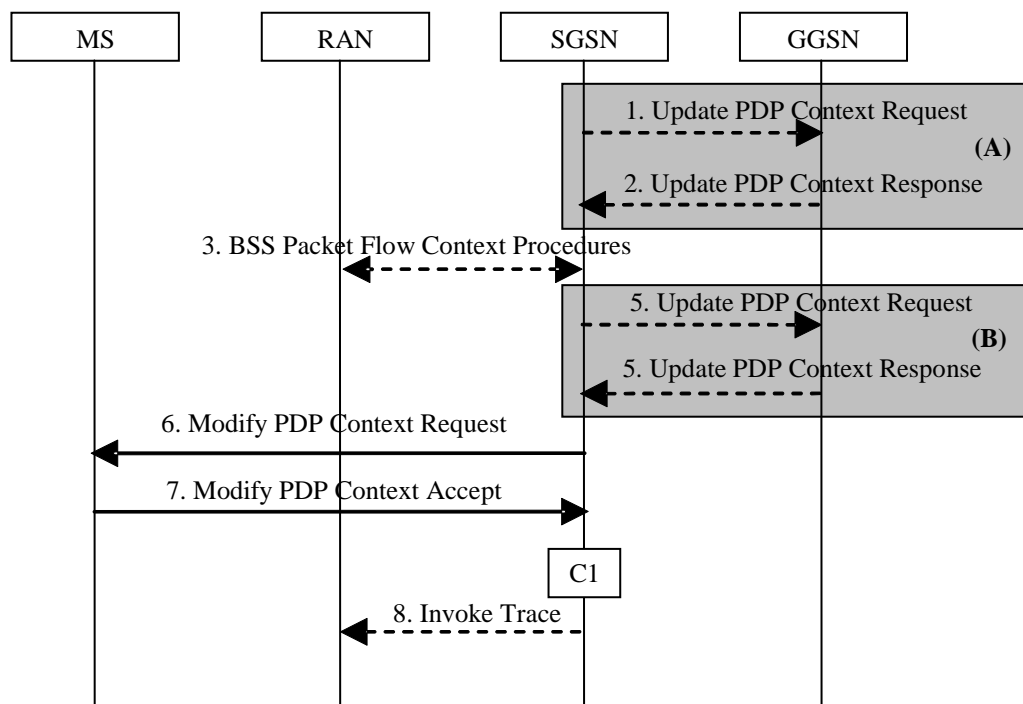 MS
RAN
SGSN
GGSN
1. Update PDP Context Request
(A)
2. Update PDP Context Response
3. BSS Packet Flow Context Procedures
5. Update PDP Context Request
(B)
5. Update PDP Context Response
6. Modify PDP Context Request
7. Modify PDP Context Accept
C1
8. Invoke Trace